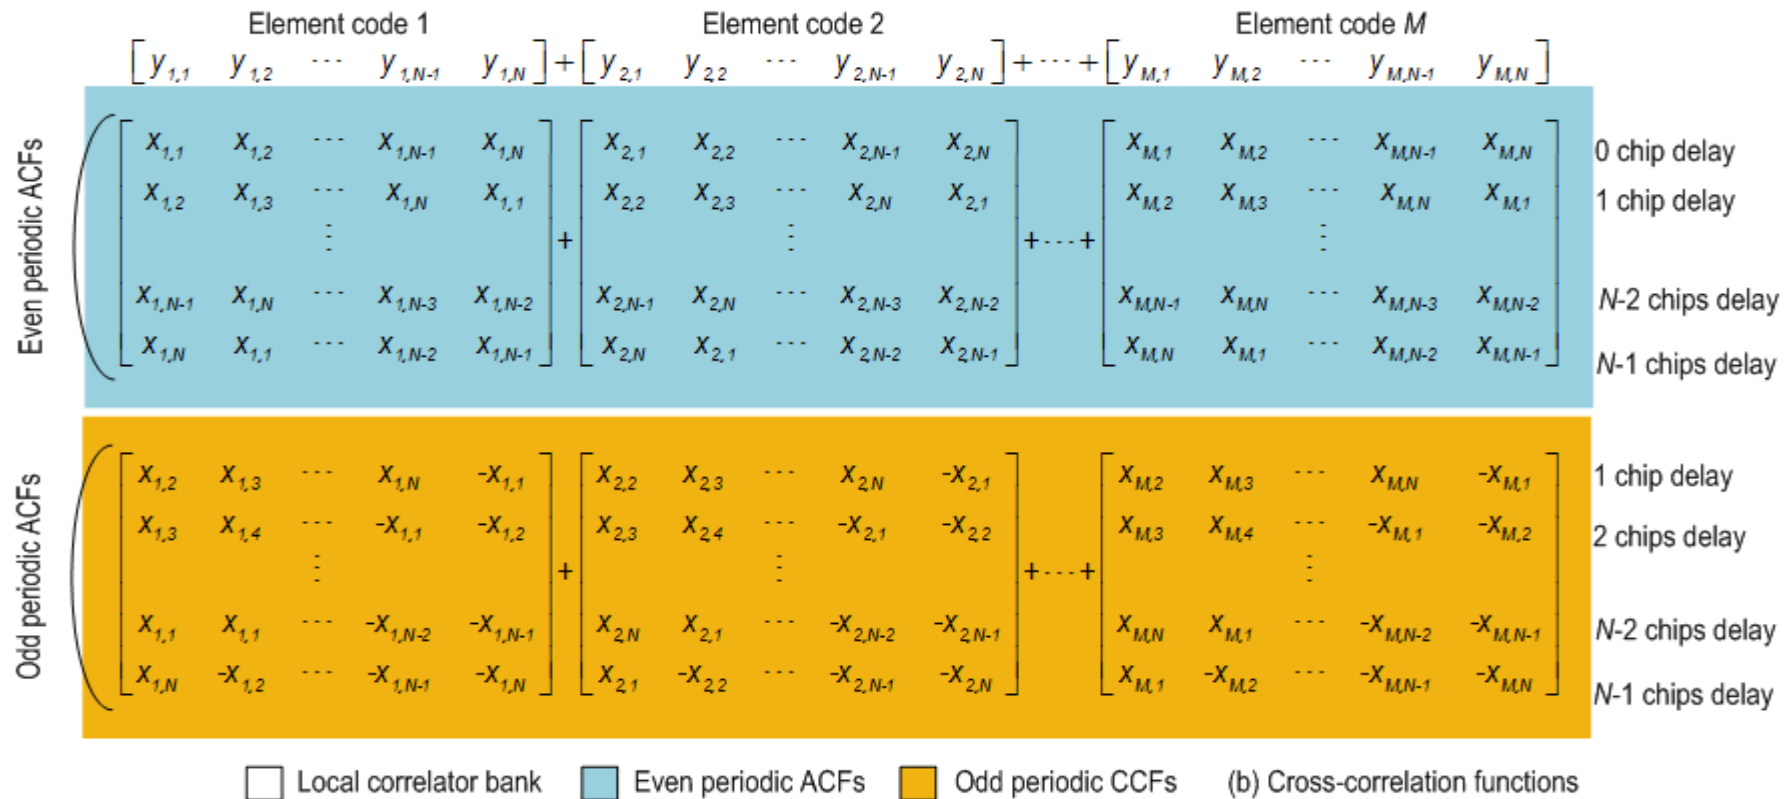 Element code 1 Element code 2 Element code M
[y1,1 y1,2 ··· y1,N-1 y1,N] + [y2,1 y2,2 ··· y2,N-1 y2,N] + ··· + [yM,1 yM,2 ··· yM,N-1 yM,N]
Even periodic ACFs
x1,1 x1,2 ··· x1,N-1 x1,N x2,1 x2,2 ··· x2,N-1 x2,N xM,1 xM,2 ··· xM,N-1 xM,N 0 chip delay
x1,2 x1,3 ··· x1,N x1,1 x2,2 x2,3 ··· x2,N x2,1 xM,2 xM,3 ··· xM,N xM,1 1 chip delay
⋮ + ⋮ + ··· + ⋮
x1,N-1 x1,N ··· x1,N-3 x1,N-2 x2,N-1 x2,N ··· x2,N-3 x2,N-2 xM,N-1 xM,N ··· xM,N-3 xM,N-2 N-2 chips delay
x1,N x1,1 ··· x1,N-2 x1,N-1 x2,N x2,1 ··· x2,N-2 x2,N-1 xM,N xM,1 ··· xM,N-2 xM,N-1 N-1 chips delay
Odd periodic ACFs
x1,2 x1,3 ··· x1,N -x1,1 x2,2 x2,3 ··· x2,N -x2,1 xM,2 xM,3 ··· xM,N -xM,1 1 chip delay
x1,3 x1,4 ··· -x1,1 -x1,2 x2,3 x2,4 ··· -x2,1 -x2,2 xM,3 xM,4 ··· -xM,1 -xM,2 2 chips delay
⋮ + ⋮ + ··· + ⋮
x1,1 x1,1 ··· -x1,N-2 -x1,N-1 x2,N x2,1 ··· -x2,N-2 -x2,N-1 xM,N xM,1 ··· -xM,N-2 -xM,N-1 N-2 chips delay
x1,N -x1,2 ··· -x1,N-1 -x1,N x2,1 -x2,2 ··· -x2,N-1 -x2,N xM,1 -xM,2 ··· -xM,N-1 -xM,N N-1 chips delay
Local correlator bank Even periodic ACFs Odd periodic CCFs (b) Cross-correlation functions